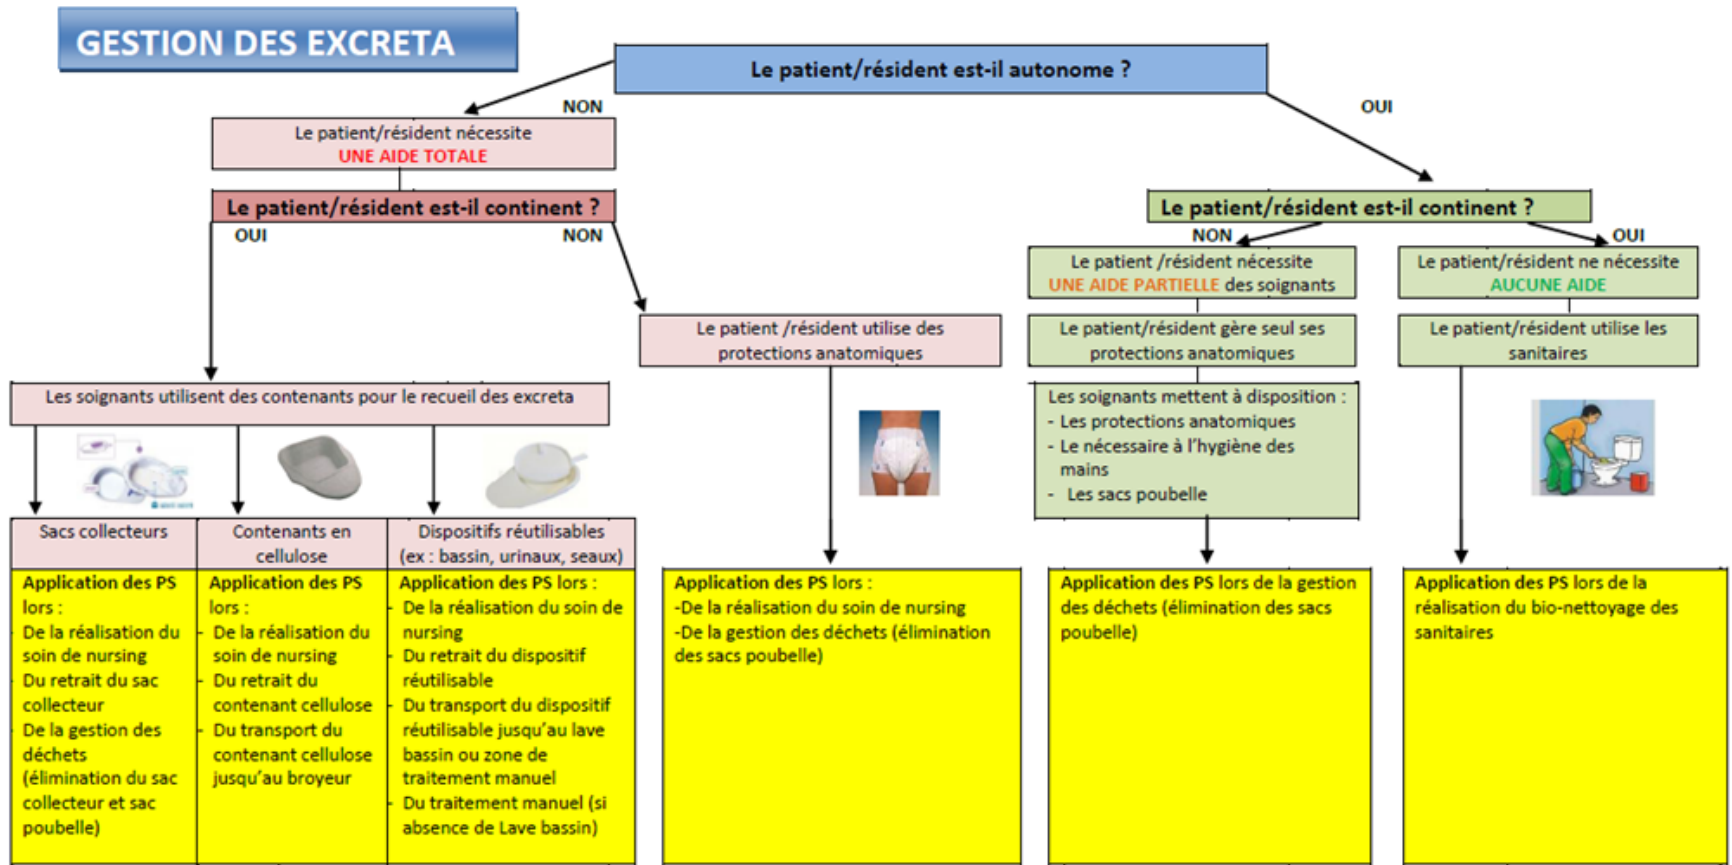 GESTION DES EXCRETA
Le patient/résident est-il autonome ?
NON
OUI
Le patient/résident nécessite
UNE AIDE TOTALE
Le patient/résident est-il continent ?
OUI
NON
Le patient/résident est-il continent ?
NON
OUI
Le patient /résident nécessite
UNE AIDE PARTIELLE des soignants
Le patient/résident ne nécessite
AUCUNE AIDE
Le patient /résident utilise des
protections anatomiques
Le patient/résident gère seul ses
protections anatomiques
Le patient/résident utilise les
sanitaires
Les soignants utilisent des contenants pour le recueil des excreta
Les soignants mettent à disposition :
- Les protections anatomiques
- Le nécessaire à l'hygiène des
mains
- Les sacs poubelle
Sacs collecteurs
Contenants en
cellulose
Dispositifs réutilisables
(ex : bassin, urinaux, seaux)
Application des PS
lors :
- De la réalisation du
soin de nursing
- Du retrait du sac
collecteur
- De la gestion des
déchets
(élimination du sac
collecteur et sac
poubelle)
Application des PS
lors :
- De la réalisation du
soin de nursing
- Du retrait du
contenant cellulose
- Du transport du
contenant cellulose
jusqu'au broyeur
Application des PS lors :
- De la réalisation du soin de
nursing
- Du retrait du dispositif
réutilisable
- Du transport du dispositif
réutilisable jusqu'au lave
bassin ou zone de
traitement manuel
- Du traitement manuel (si
absence de Lave bassin)
Application des PS lors :
-De la réalisation du soin de nursing
-De la gestion des déchets (élimination
des sacs poubelle)
Application des PS lors de la gestion
des déchets (élimination des sacs
poubelle)
Application des PS lors de la
réalisation du bio-nettoyage des
sanitaires